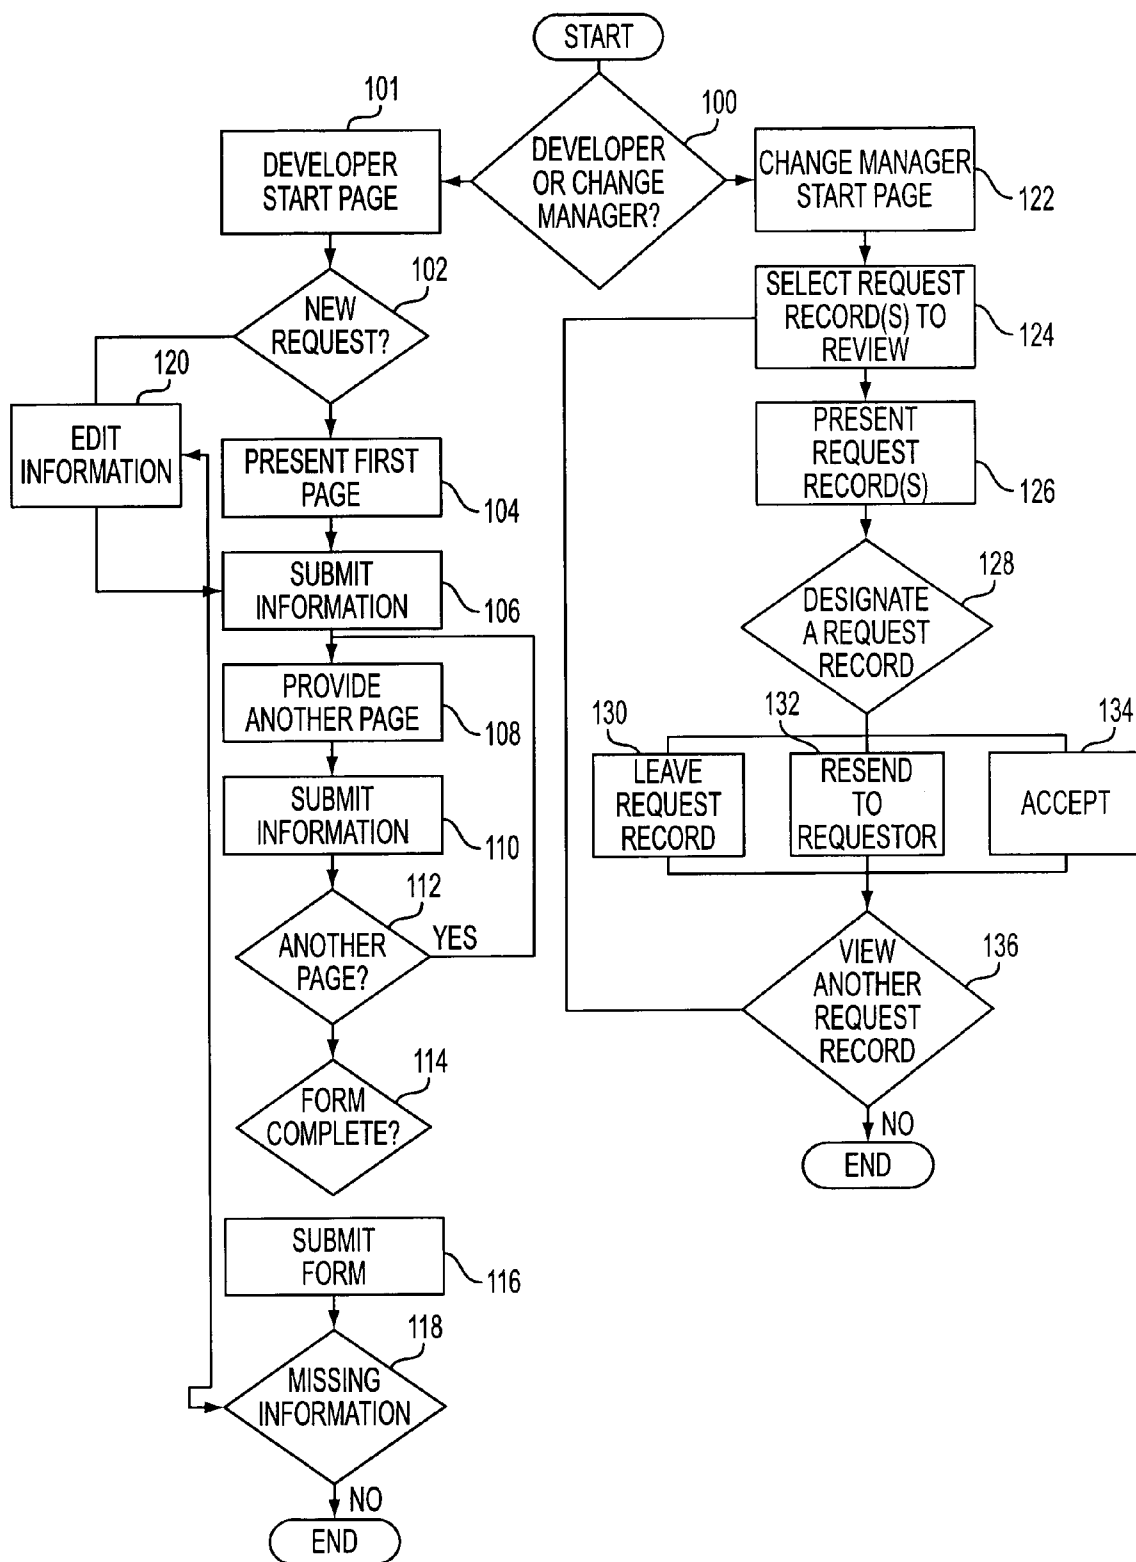 START
100
DEVELOPER
OR CHANGE
MANAGER?
101
DEVELOPER
START PAGE
102
NEW
REQUEST?
120
EDIT
INFORMATION
PRESENT FIRST
PAGE
104
SUBMIT
INFORMATION
106
PROVIDE
ANOTHER PAGE
108
SUBMIT
INFORMATION
110
112
ANOTHER
PAGE?
YES
114
FORM
COMPLETE?
SUBMIT
FORM
116
118
MISSING
INFORMATION
NO
END
CHANGE MANAGER
START PAGE
122
SELECT REQUEST
RECORD(S) TO
REVIEW
124
PRESENT
REQUEST
RECORD(S)
126
128
DESIGNATE
A REQUEST
RECORD
130
LEAVE
REQUEST
RECORD
132
RESEND
TO
REQUESTOR
134
ACCEPT
136
VIEW
ANOTHER
REQUEST
RECORD
NO
END